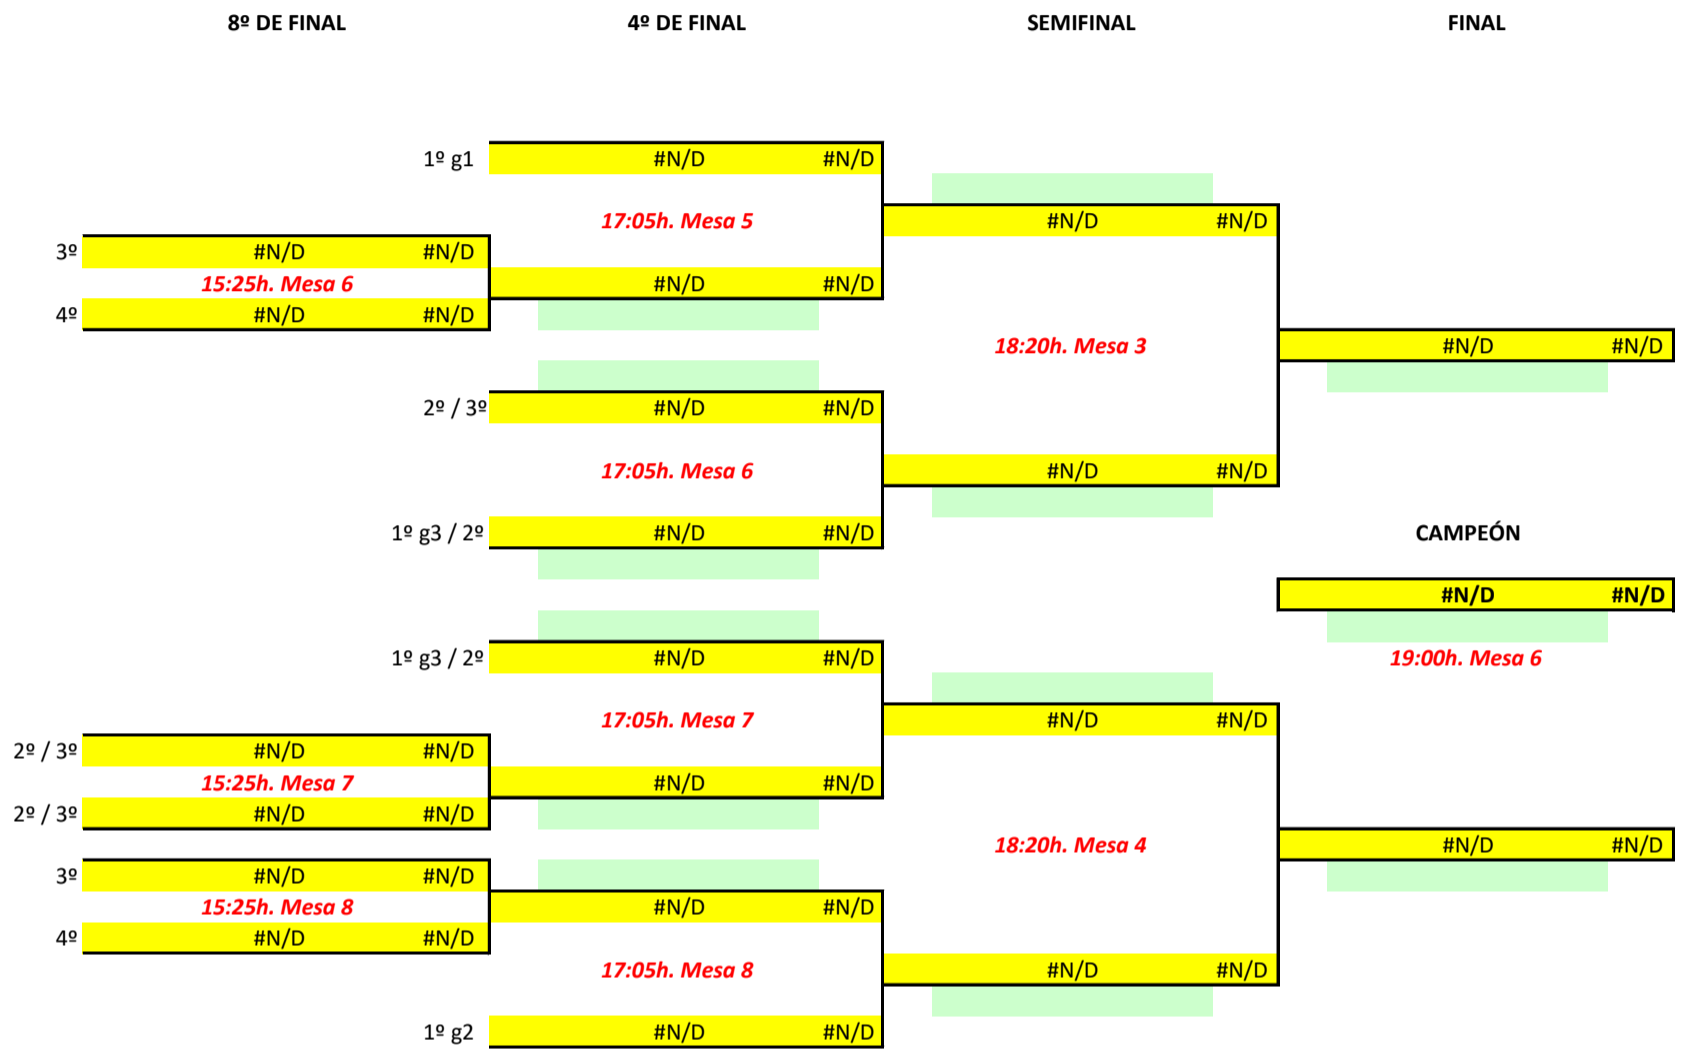 8º DE FINAL 4º DE FINAL SEMIFINAL FINAL
1º g1 #N/D #N/D
17:05h. Mesa 5 #N/D #N/D
3º #N/D #N/D
15:25h. Mesa 6 #N/D #N/D
4º #N/D #N/D
18:20h. Mesa 3 #N/D #N/D
2º / 3º #N/D #N/D
17:05h. Mesa 6 #N/D #N/D
1º g3 / 2º #N/D #N/D CAMPEÓN
#N/D #N/D
1º g3 / 2º #N/D #N/D 19:00h. Mesa 6
17:05h. Mesa 7 #N/D #N/D
2º / 3º #N/D #N/D
15:25h. Mesa 7 #N/D #N/D
2º / 3º #N/D #N/D
18:20h. Mesa 4 #N/D #N/D
3º #N/D #N/D
15:25h. Mesa 8 #N/D #N/D
4º #N/D #N/D
17:05h. Mesa 8 #N/D #N/D
1º g2 #N/D #N/D